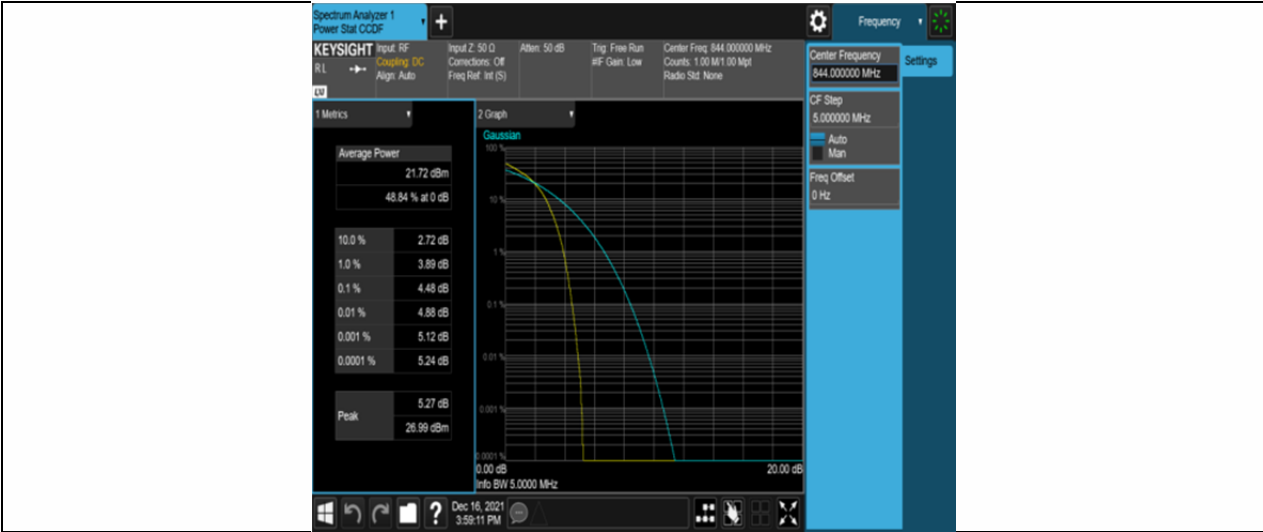 Spectrum Analyzer 1
Power Stat CCDF
Frequency
KEYSIGHT
RL
LV
Input: RF
Coupling: DC
Align: Auto
Input Z: 50 Ω
Corrections: Off
Freq Ref: Int (S)
Atten: 50 dB
Trig: Free Run
#IF Gain: Low
Center Freq: 844.000000 MHz
Counts: 1.00 M/1.00 Mpt
Radio Std: None
Center Frequency
844.000000 MHz
Settings
CF Step
5.000000 MHz
Auto
Man
Freq Offset
0 Hz
1 Metrics
Average Power
21.72 dBm
48.84 % at 0 dB
10.0 % 2.72 dB
1.0 % 3.89 dB
0.1 % 4.48 dB
0.01 % 4.88 dB
0.001 % 5.12 dB
0.0001 % 5.24 dB
Peak
5.27 dB
26.99 dBm
2 Graph
Gaussian
100 %
10 %
1 %
0.1 %
0.01 %
0.001 %
0.0001 %
0.00 dB 20.00 dB
Info BW 5.0000 MHz
Dec 16, 2021
3:59:11 PM